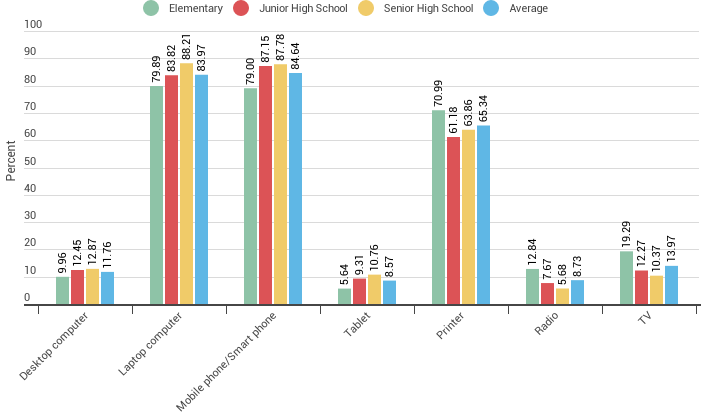 Elementary Junior High School Senior High School Average
Percent
100
90
80
70
60
50
40
30
20
10
0
9.96 12.45 12.87 11.76
79.89 83.82 88.21 83.97
79.00 87.15 87.78 84.64
5.64 9.31 10.76 8.57
70.99 61.18 63.86 65.34
12.84 7.67 5.68 8.73
19.29 12.27 10.37 13.97
Desktop computer
Laptop computer
Mobile phone/Smart phone
Tablet
Printer
Radio
TV